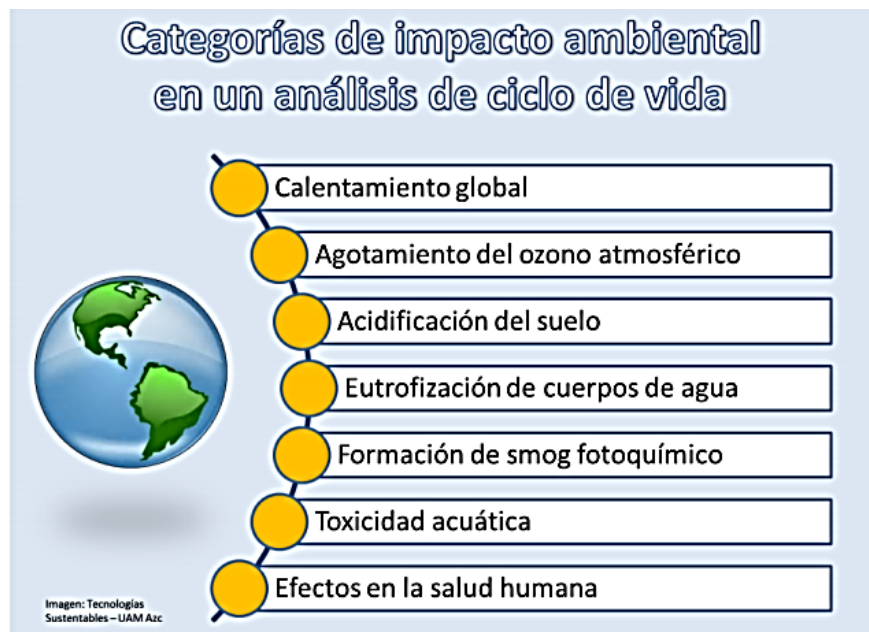 Categorías de impacto ambiental
en un análisis de ciclo de vida
Calentamiento global
Agotamiento del ozono atmosférico
Acidificación del suelo
Eutrofización de cuerpos de agua
Formación de smog fotoquímico
Toxicidad acuática
Efectos en la salud humana
Imagen: Tecnologías
Sustentables – UAM Azc